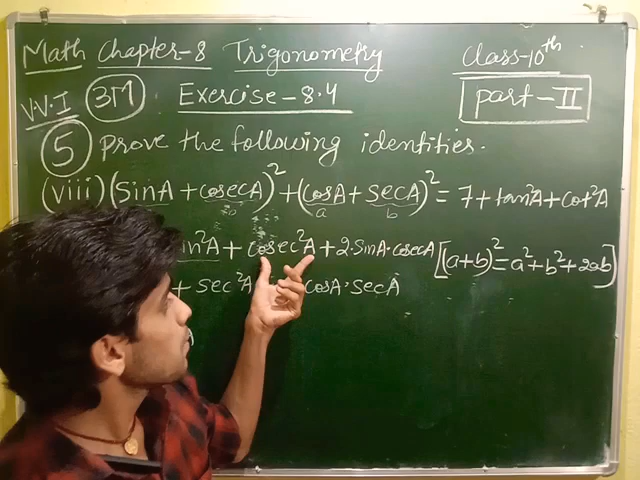 Math Chapter-8 Trigonometry Class-10th
V.V.I 3M Exercise-8.4 Part-II
5 Prove the following identities.
(viii) (SinA + cosecA)² + (cosA + secA)² = 7 + tan²A + cot²A
a b
in²A + cosec²A + 2·SinA·cosecA [(a+b)² = a² + b² + 2ab]
+ sec²A cosA·SecA